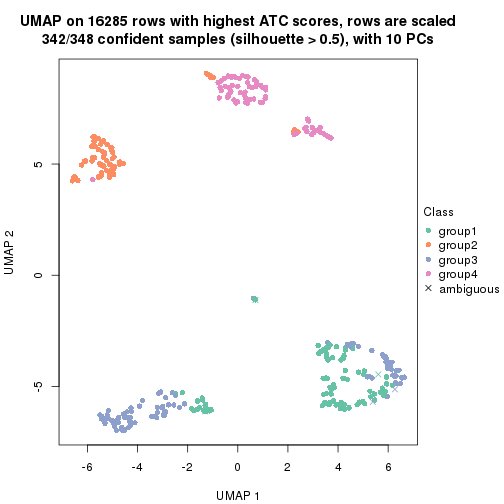 UMAP on 16285 rows with highest ATC scores, rows are scaled
342/348 confident samples (silhouette > 0.5), with 10 PCs
UMAP 2
5
0
-5
-6
-4
-2
0
2
4
6
UMAP 1
Class
group1
group2
group3
group4
ambiguous